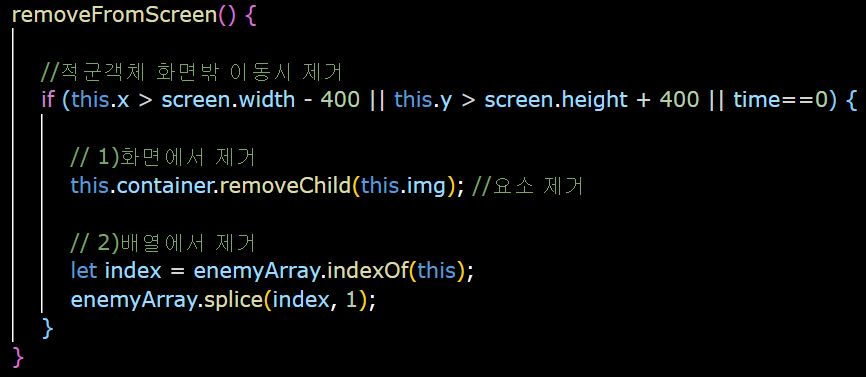 removeFromScreen() {
//적군객체 화면밖 이동시 제거
if (this.x > screen.width - 400 || this.y > screen.height + 400 || time==0) {
// 1)화면에서 제거
this.container.removeChild(this.img); //요소 제거
// 2)배열에서 제거
let index = enemyArray.indexOf(this);
enemyArray.splice(index, 1);
}
}